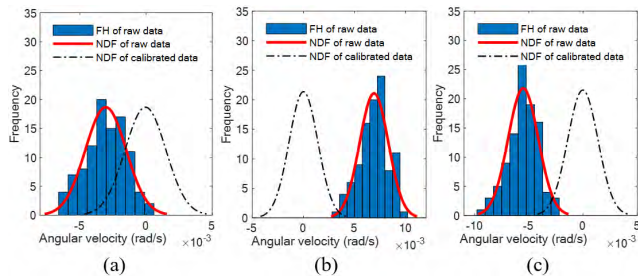 35
30
25
20
15
10
5
0
Frequency
FH of raw data
NDF of raw data
NDF of calibrated data
-5 0 5
Angular velocity (rad/s) ×10⁻³
(a)
35
30
25
20
15
10
5
0
Frequency
FH of raw data
NDF of raw data
NDF of calibrated data
-5 0 5 10
Angular velocity (rad/s) ×10⁻³
(b)
35
30
25
20
15
10
5
0
Frequency
FH of raw data
NDF of raw data
NDF of calibrated data
-10 -5 0 5
Angular velocity (rad/s) ×10⁻³
(c)